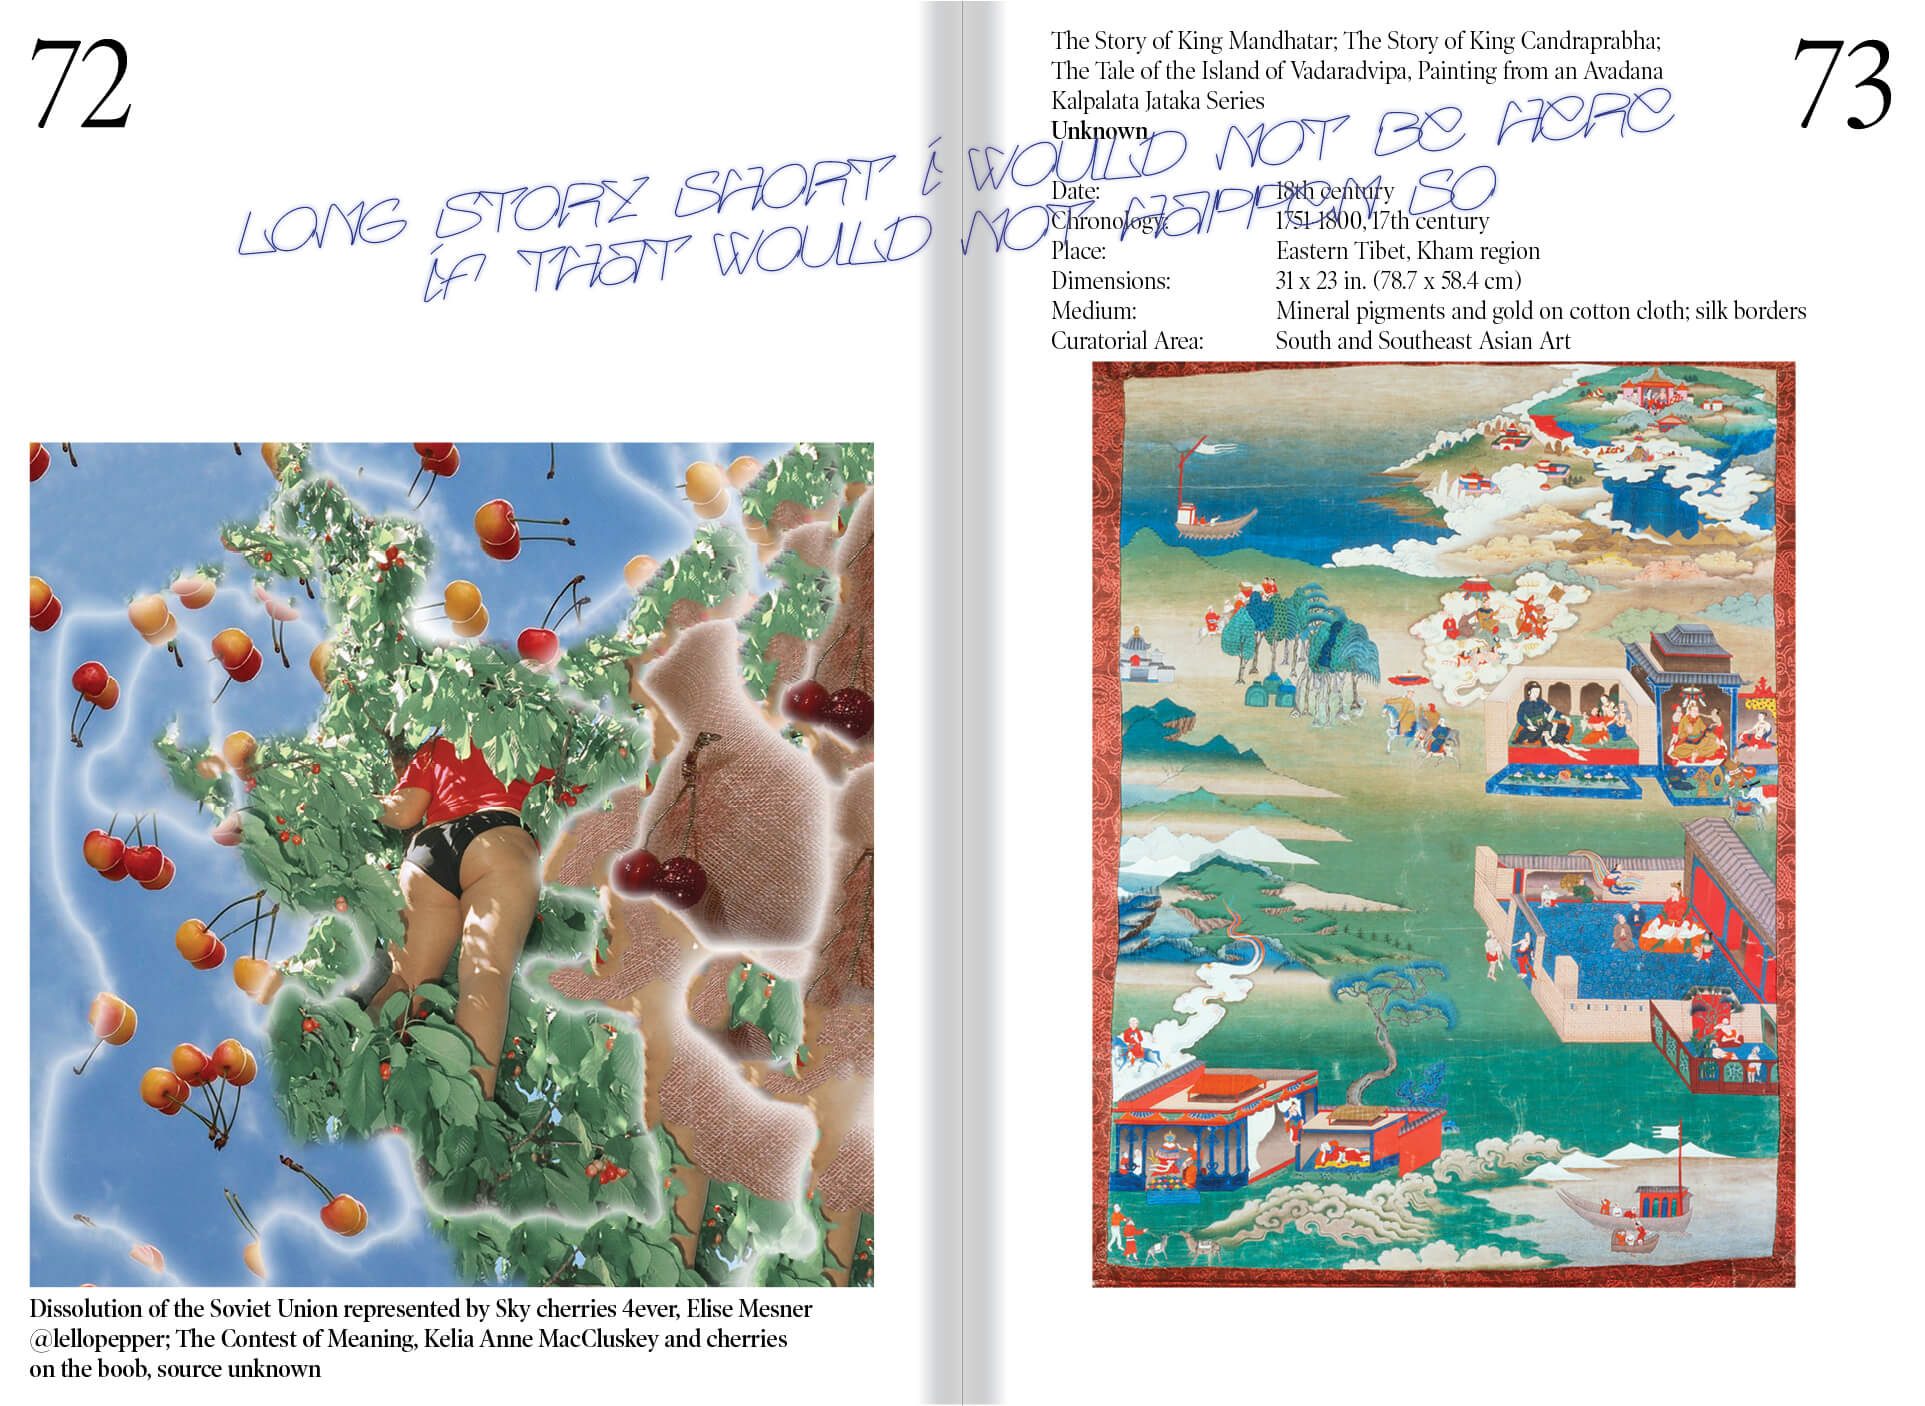 72
LONG STORY SHORT I WOULD NOT BE HERE
IF THAT WOULD NOT HAPPEN SO
Dissolution of the Soviet Union represented by Sky cherries 4ever, Elise Mesner
@lellopepper; The Contest of Meaning, Kelia Anne MacCluskey and cherries
on the boob, source unknown
73
The Story of King Mandhatar; The Story of King Candraprabha;
The Tale of the Island of Vadaradvipa, Painting from an Avadana
Kalpalata Jataka Series
Unknown
Date: 18th century
Chronology: 1751-1800, 17th century
Place: Eastern Tibet, Kham region
Dimensions: 31 x 23 in. (78.7 x 58.4 cm)
Medium: Mineral pigments and gold on cotton cloth; silk borders
Curatorial Area: South and Southeast Asian Art